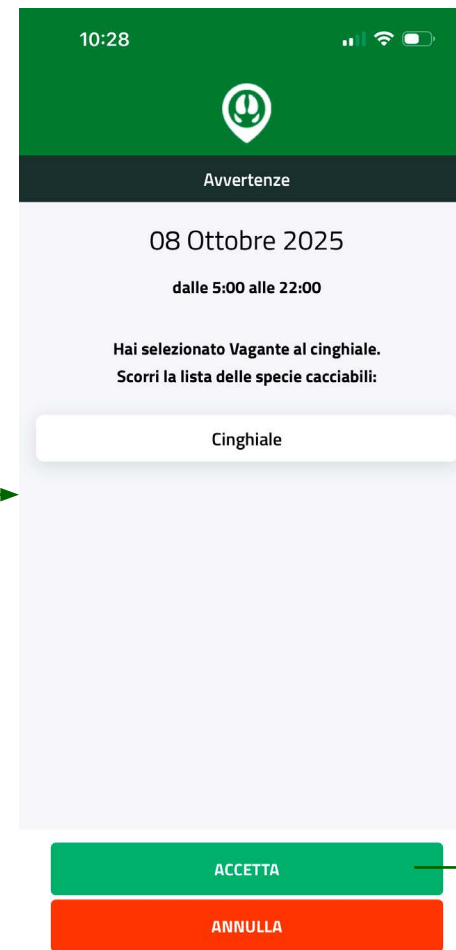 10:28
Avvertenze
08 Ottobre 2025
dalle 5:00 alle 22:00
Hai selezionato Vagante al cinghiale.
Scorri la lista delle specie cacciabili:
Cinghiale
ACCETTA
ANNULLA